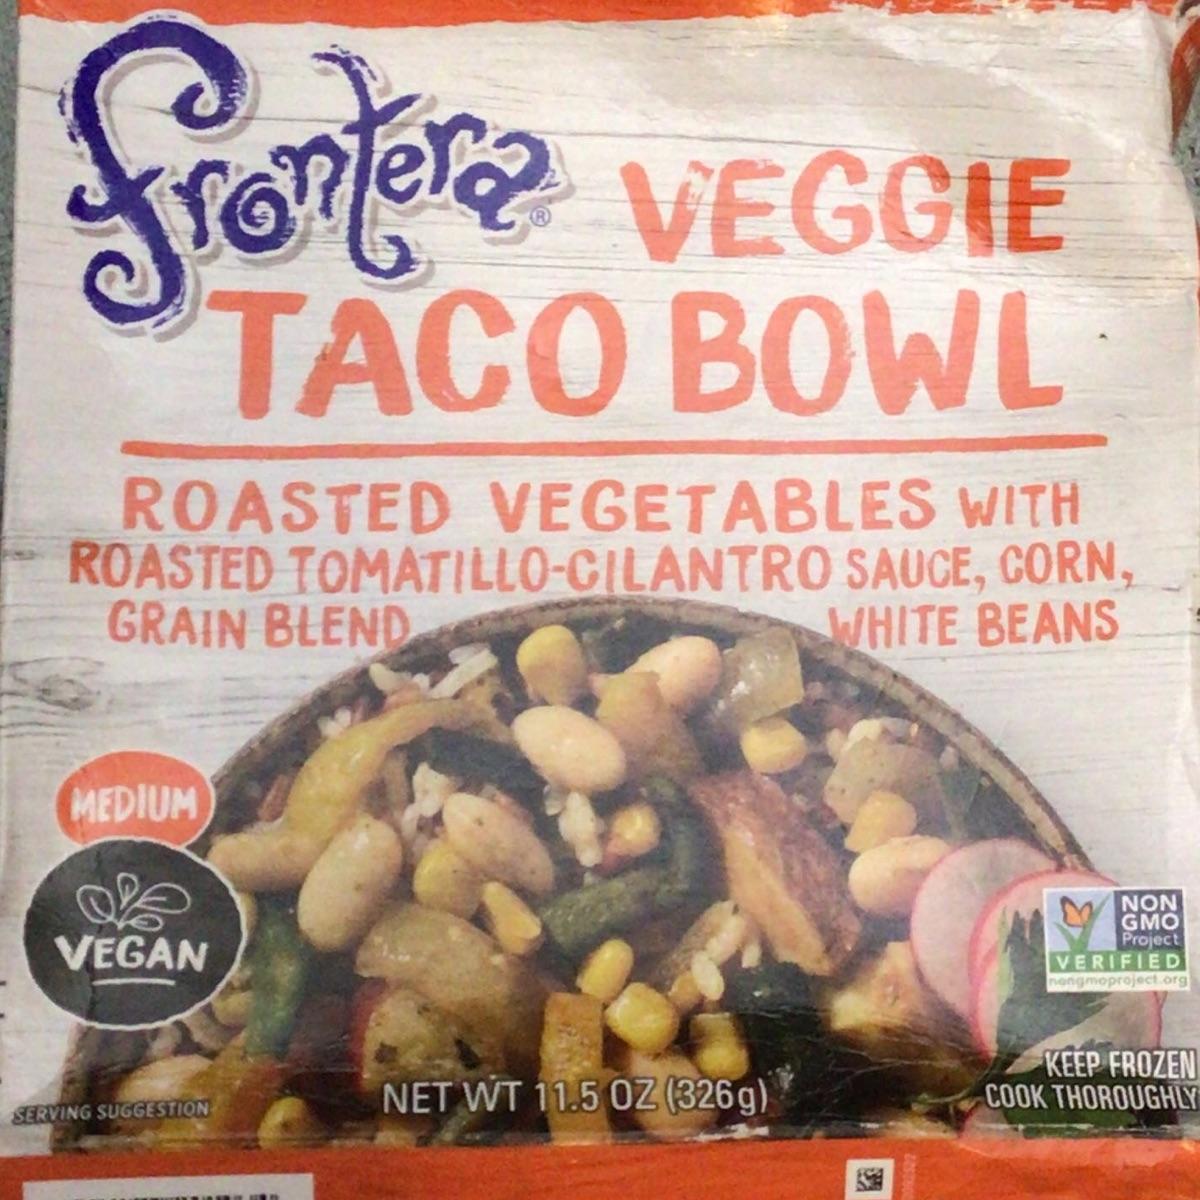 frontera®
VEGGIE
TACO BOWL
ROASTED VEGETABLES WITH
ROASTED TOMATILLO-CILANTRO SAUCE, CORN,
GRAIN BLEND WHITE BEANS
MEDIUM
VEGAN
NON
GMO
Project
VERIFIED
nongmoproject.org
KEEP FROZEN
COOK THOROUGHLY
NET WT 11.5 OZ (326g)
SERVING SUGGESTION